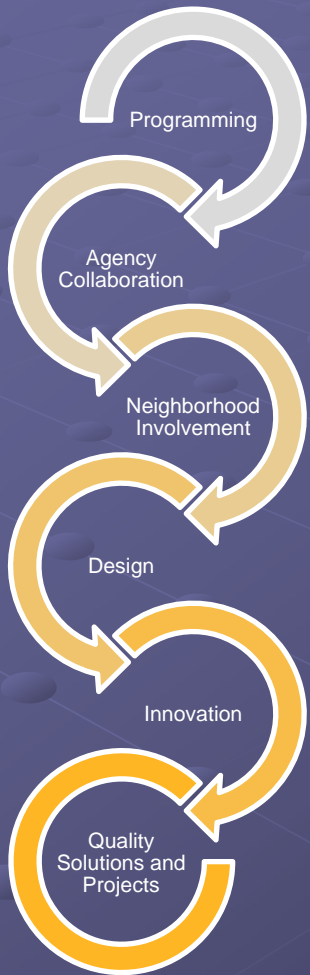 Programming
Agency
Collaboration
Neighborhood
Involvement
Design
Innovation
Quality
Solutions and
Projects